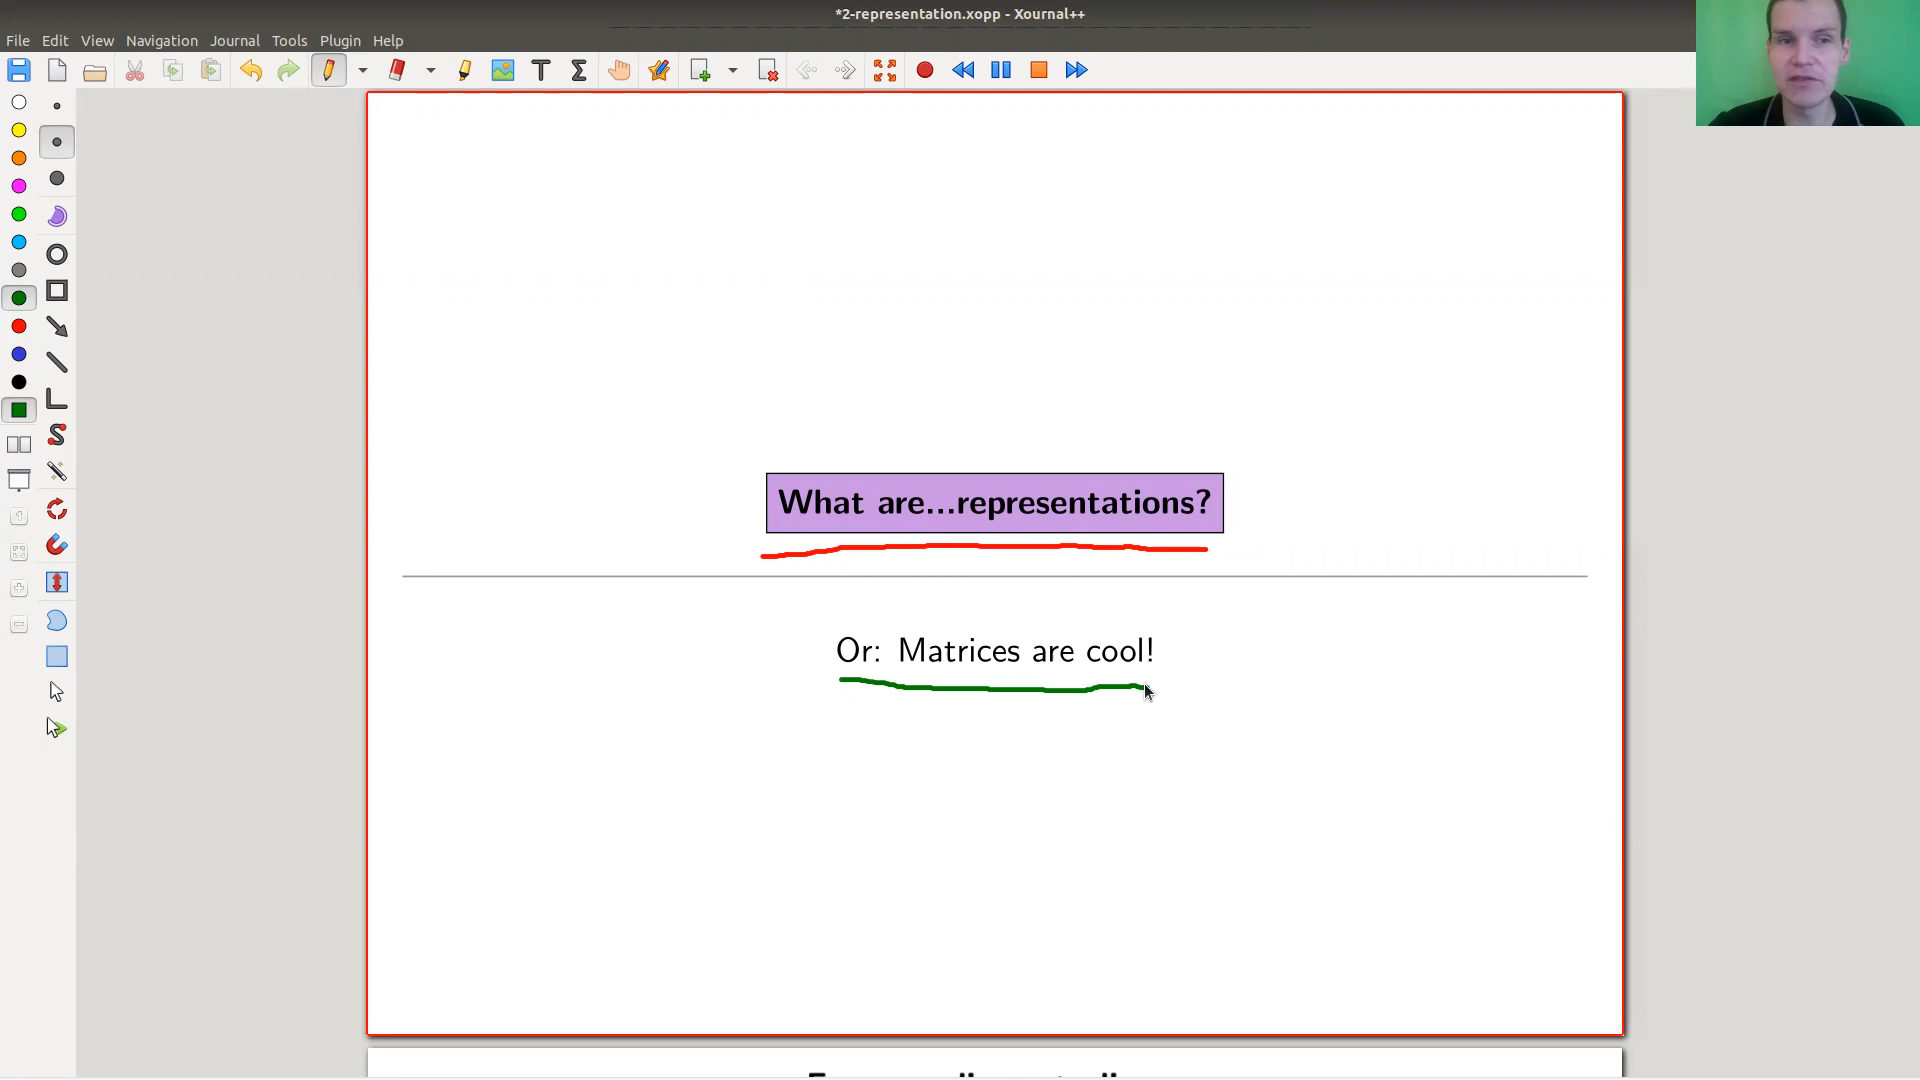 *2-representation.xopp - Xournal++
File Edit View Navigation Journal Tools Plugin Help
What are...representations?
Or: Matrices are cool!